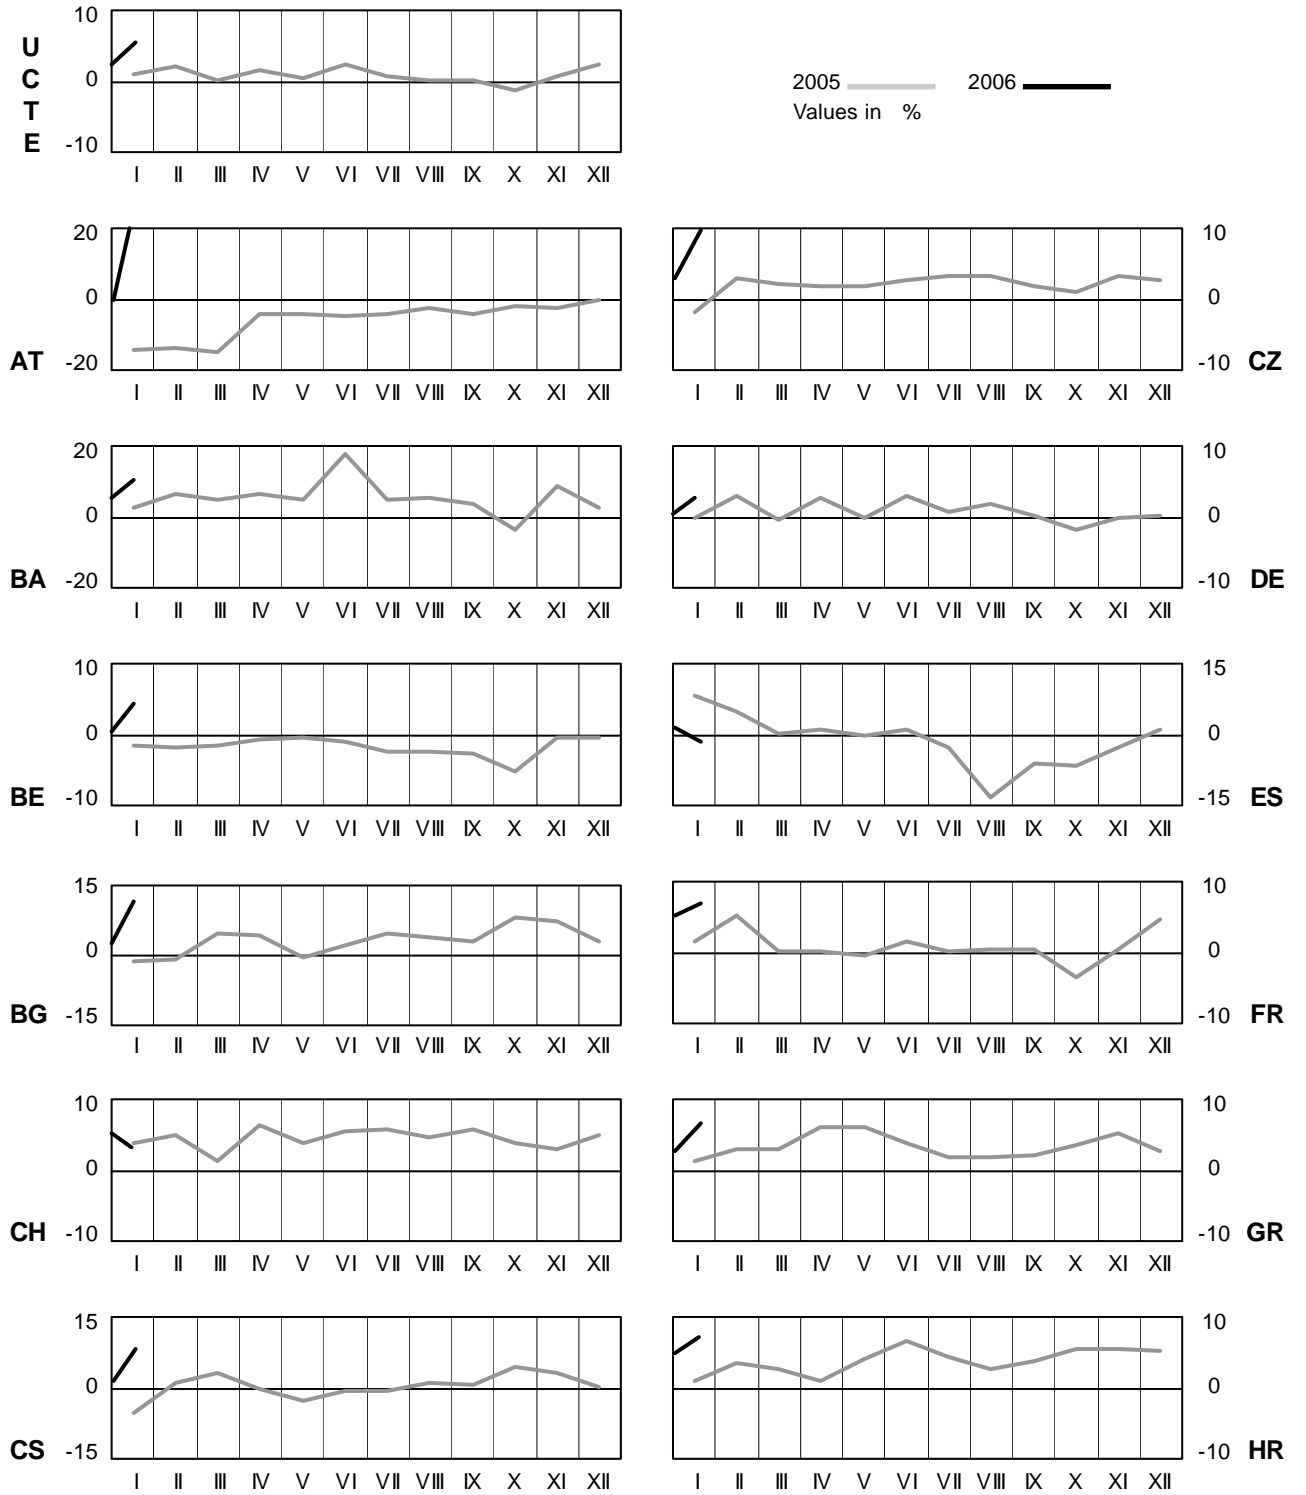 10
U
C
T
E
0
-10
I II III IV V VI VII VIII IX X XI XII
2005 2006
Values in %
20
0
AT -20
I II III IV V VI VII VIII IX X XI XII
10
0
-10 CZ
I II III IV V VI VII VIII IX X XI XII
20
0
BA -20
I II III IV V VI VII VIII IX X XI XII
10
0
-10 DE
I II III IV V VI VII VIII IX X XI XII
10
0
BE -10
I II III IV V VI VII VIII IX X XI XII
15
0
-15 ES
I II III IV V VI VII VIII IX X XI XII
15
0
BG -15
I II III IV V VI VII VIII IX X XI XII
10
0
-10 FR
I II III IV V VI VII VIII IX X XI XII
10
0
CH -10
I II III IV V VI VII VIII IX X XI XII
10
0
-10 GR
I II III IV V VI VII VIII IX X XI XII
15
0
CS -15
I II III IV V VI VII VIII IX X XI XII
10
0
-10 HR
I II III IV V VI VII VIII IX X XI XII